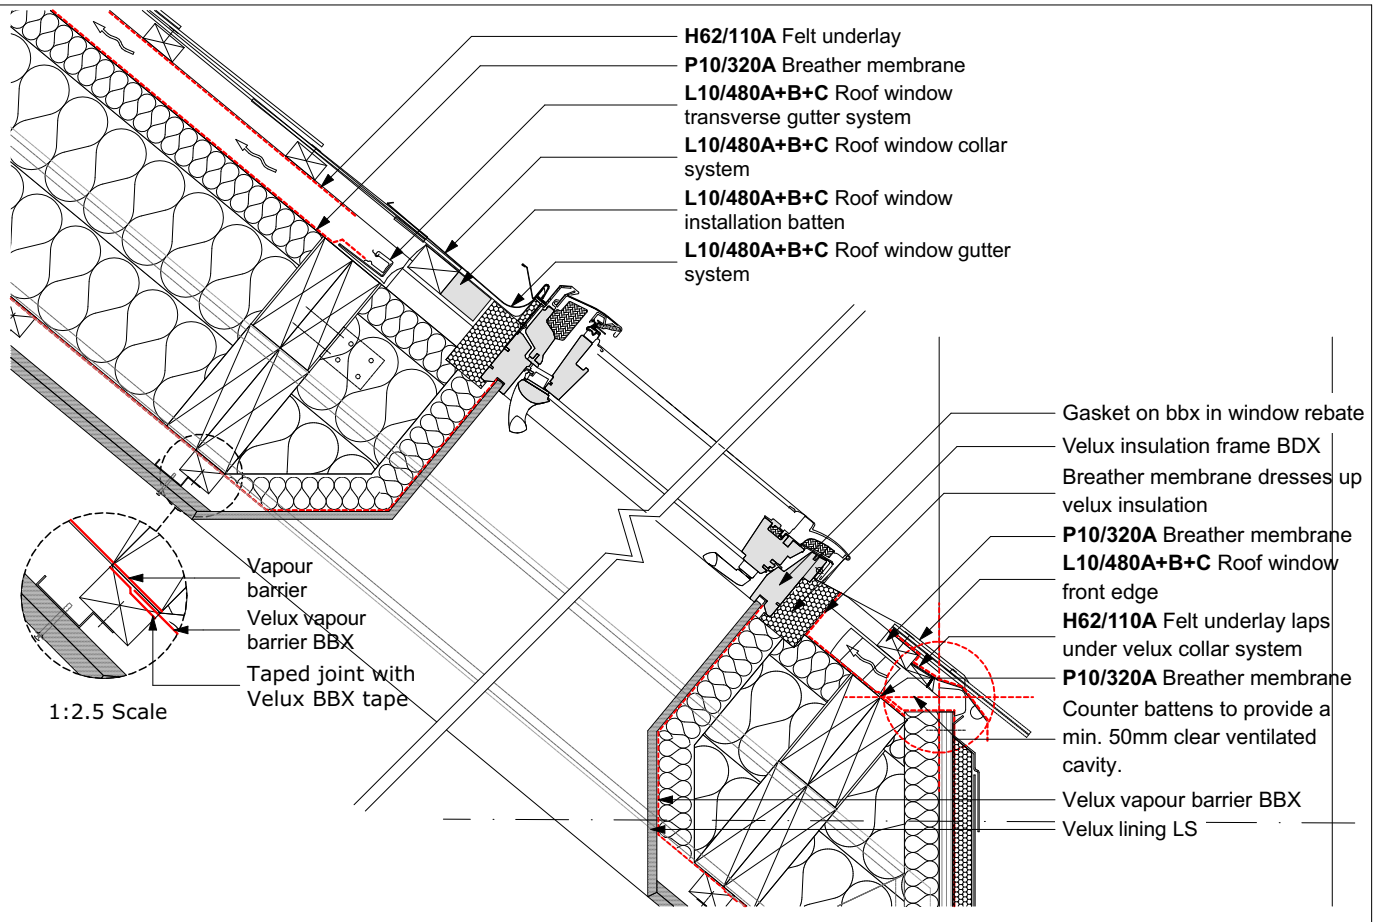 H62/110A Felt underlay
P10/320A Breather membrane
L10/480A+B+C Roof window
transverse gutter system
L10/480A+B+C Roof window collar
system
L10/480A+B+C Roof window
installation batten
L10/480A+B+C Roof window gutter
system
Gasket on bbx in window rebate
Velux insulation frame BDX
Breather membrane dresses up
velux insulation
P10/320A Breather membrane
L10/480A+B+C Roof window
front edge
H62/110A Felt underlay laps
under velux collar system
P10/320A Breather membrane
Counter battens to provide a
min. 50mm clear ventilated
cavity.
Velux vapour barrier BBX
Velux lining LS
Vapour
barrier
Velux vapour
barrier BBX
Taped joint with
Velux BBX tape
1:2.5 Scale